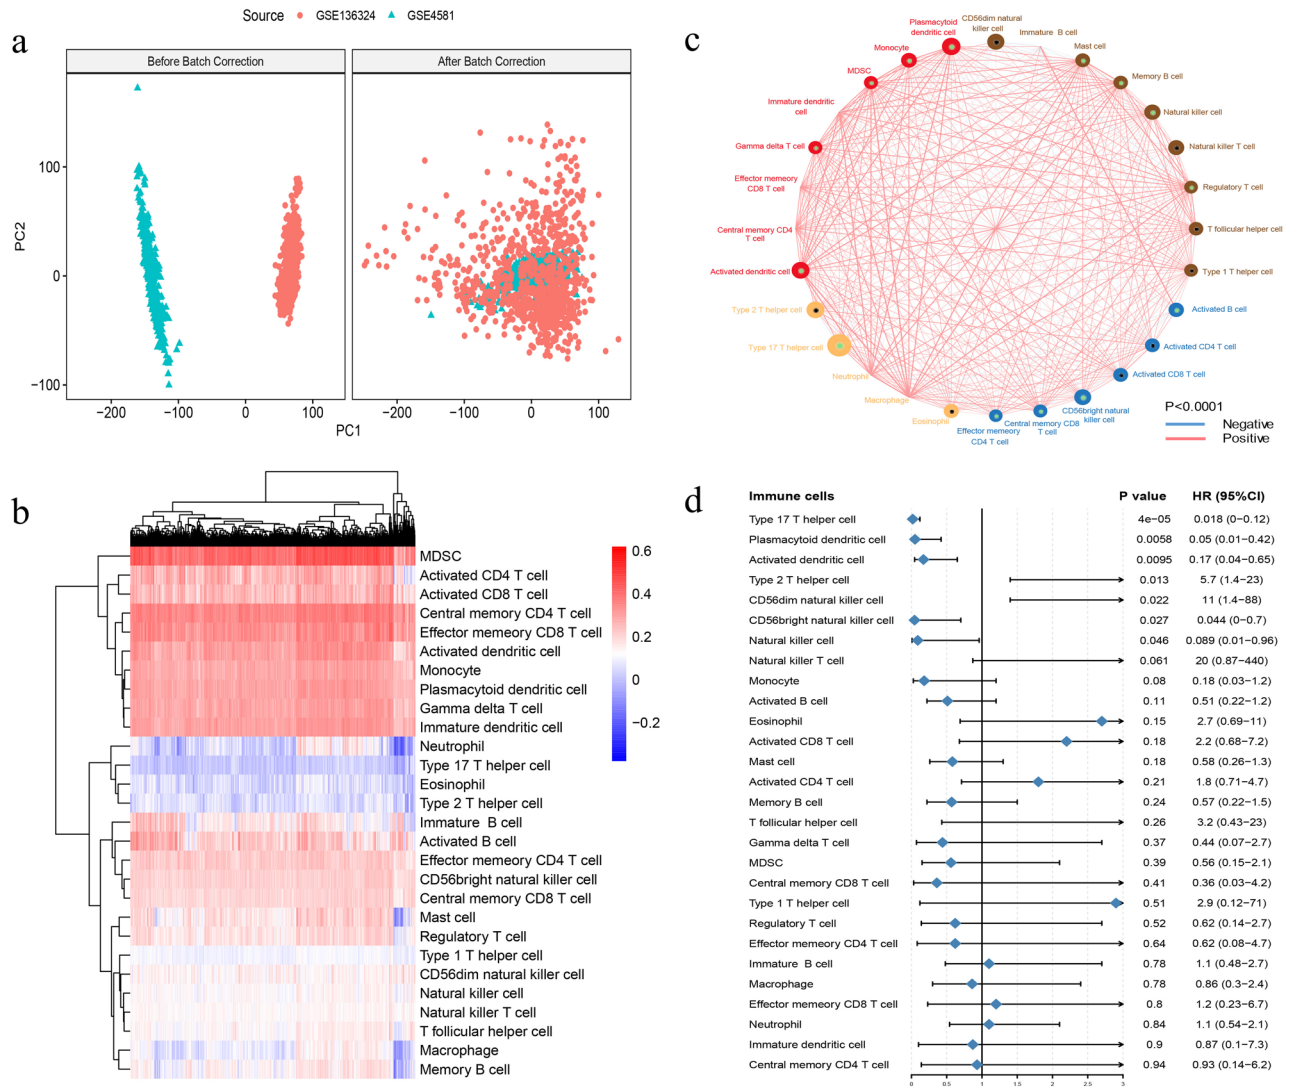 Source GSE136324 GSE4581
a
Before Batch Correction After Batch Correction
PC2
100
0
−100
−200 −100 0 100 −200 −100 0 100
PC1
b
MDSC
Activated CD4 T cell
Activated CD8 T cell
Central memory CD4 T cell
Effector memeory CD8 T cell
Activated dendritic cell
Monocyte
Plasmacytoid dendritic cell
Gamma delta T cell
Immature dendritic cell
Neutrophil
Type 17 T helper cell
Eosinophil
Type 2 T helper cell
Immature  B cell
Activated B cell
Effector memeory CD4 T cell
CD56bright natural killer cell
Central memory CD8 T cell
Mast cell
Regulatory T cell
Type 1 T helper cell
CD56dim natural killer cell
Natural killer cell
Natural killer T cell
T follicular helper cell
Macrophage
Memory B cell
0.6
0.4
0.2
0
−0.2
c
Plasmacytoid
dendritic cell
CD56dim natural
killer cell
Immature  B cell
Mast cell
Memory B cell
Natural killer cell
Natural killer T cell
Regulatory T cell
T follicular helper cell
Type 1 T helper cell
Activated B cell
Activated CD4 T cell
Activated CD8 T cell
CD56bright natural
killer cell
Central memory CD8
T cell
Effector memeory
CD4 T cell
Eosinophil
Macrophage
Neutrophil
Type 17 T helper cell
Type 2 T helper cell
Activated dendritic cell
Central memory CD4
T cell
Effector memeory
CD8 T cell
Gamma delta T cell
Immature dendritic
cell
MDSC
Monocyte
P<0.0001
Negative
Positive
d
Immune cells P value HR (95%CI)
Type 17 T helper cell 4e−05 0.018 (0−0.12)
Plasmacytoid dendritic cell 0.0058 0.05 (0.01−0.42)
Activated dendritic cell 0.0095 0.17 (0.04−0.65)
Type 2 T helper cell 0.013 5.7 (1.4−23)
CD56dim natural killer cell 0.022 11 (1.4−88)
CD56bright natural killer cell 0.027 0.044 (0−0.7)
Natural killer cell 0.046 0.089 (0.01−0.96)
Natural killer T cell 0.061 20 (0.87−440)
Monocyte 0.08 0.18 (0.03−1.2)
Activated B cell 0.11 0.51 (0.22−1.2)
Eosinophil 0.15 2.7 (0.69−11)
Activated CD8 T cell 0.18 2.2 (0.68−7.2)
Mast cell 0.18 0.58 (0.26−1.3)
Activated CD4 T cell 0.21 1.8 (0.71−4.7)
Memory B cell 0.24 0.57 (0.22−1.5)
T follicular helper cell 0.26 3.2 (0.43−23)
Gamma delta T cell 0.37 0.44 (0.07−2.7)
MDSC 0.39 0.56 (0.15−2.1)
Central memory CD8 T cell 0.41 0.36 (0.03−4.2)
Type 1 T helper cell 0.51 2.9 (0.12−71)
Regulatory T cell 0.52 0.62 (0.14−2.7)
Effector memeory CD4 T cell 0.64 0.62 (0.08−4.7)
Immature  B cell 0.78 1.1 (0.48−2.7)
Macrophage 0.78 0.86 (0.3−2.4)
Effector memeory CD8 T cell 0.8 1.2 (0.23−6.7)
Neutrophil 0.84 1.1 (0.54−2.1)
Immature dendritic cell 0.9 0.87 (0.1−7.3)
Central memory CD4 T cell 0.94 0.93 (0.14−6.2)
0 0.5 1 1.5 2 2.5 3